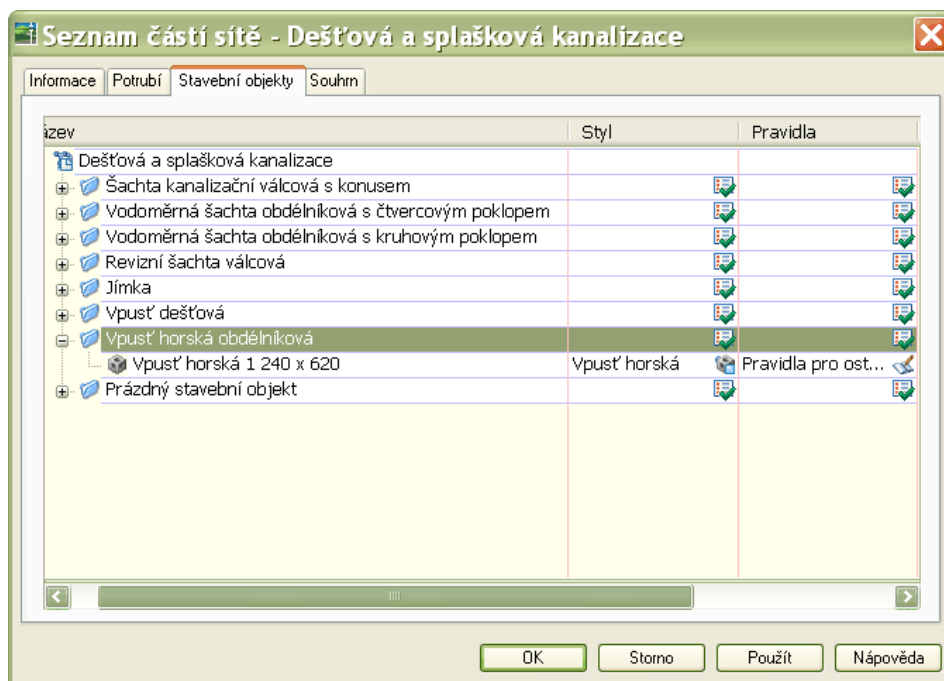 Seznam částí sítě - Dešťová a splašková kanalizace
Informace Potrubí Stavební objekty Souhrn
ázev Styl Pravidla
Dešťová a splašková kanalizace
Šachta kanalizační válcová s konusem
Vodoměrná šachta obdélníková s čtvercovým poklopem
Vodoměrná šachta obdélníková s kruhovým poklopem
Revizní šachta válcová
Jímka
Vpusť dešťová
Vpusť horská obdélníková
Vpusť horská 1 240 x 620 Vpusť horská Pravidla pro ost...
Prázdný stavební objekt
OK Storno Použít Nápověda